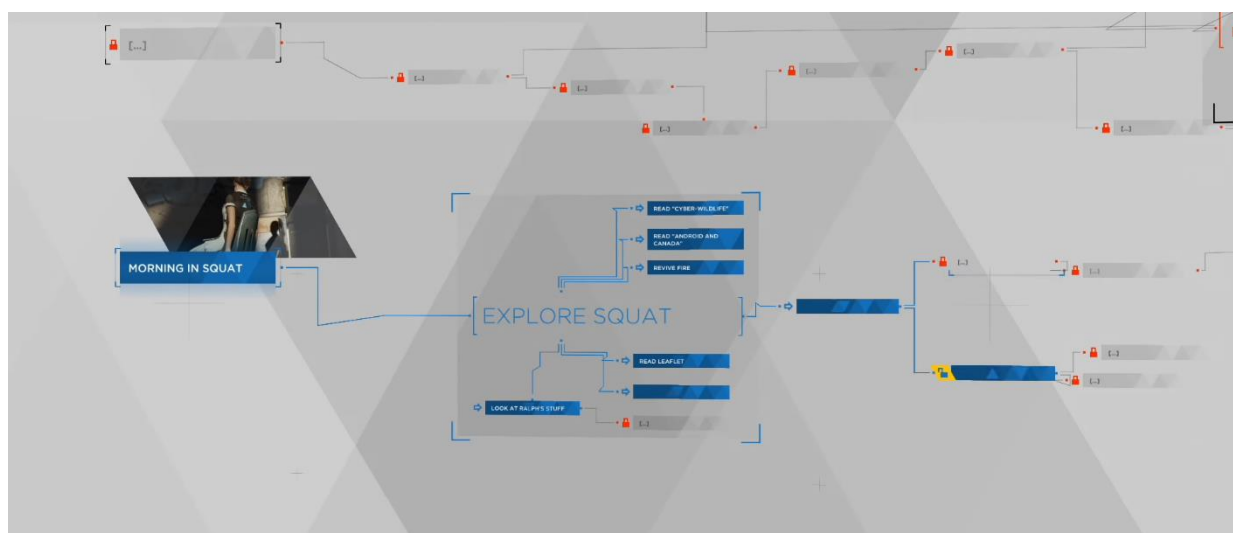 [...]
[...]
[...]
[...]
[...]
[...]
[...]
READ "CYBER-WILDLIFE"
READ "ANDROID AND
CANADA"
REVIVE FIRE
MORNING IN SQUAT
[...]
[...]
EXPLORE SQUAT
READ LEAFLET
[...]
[...]
LOOK AT RALPH'S STUFF
[...]